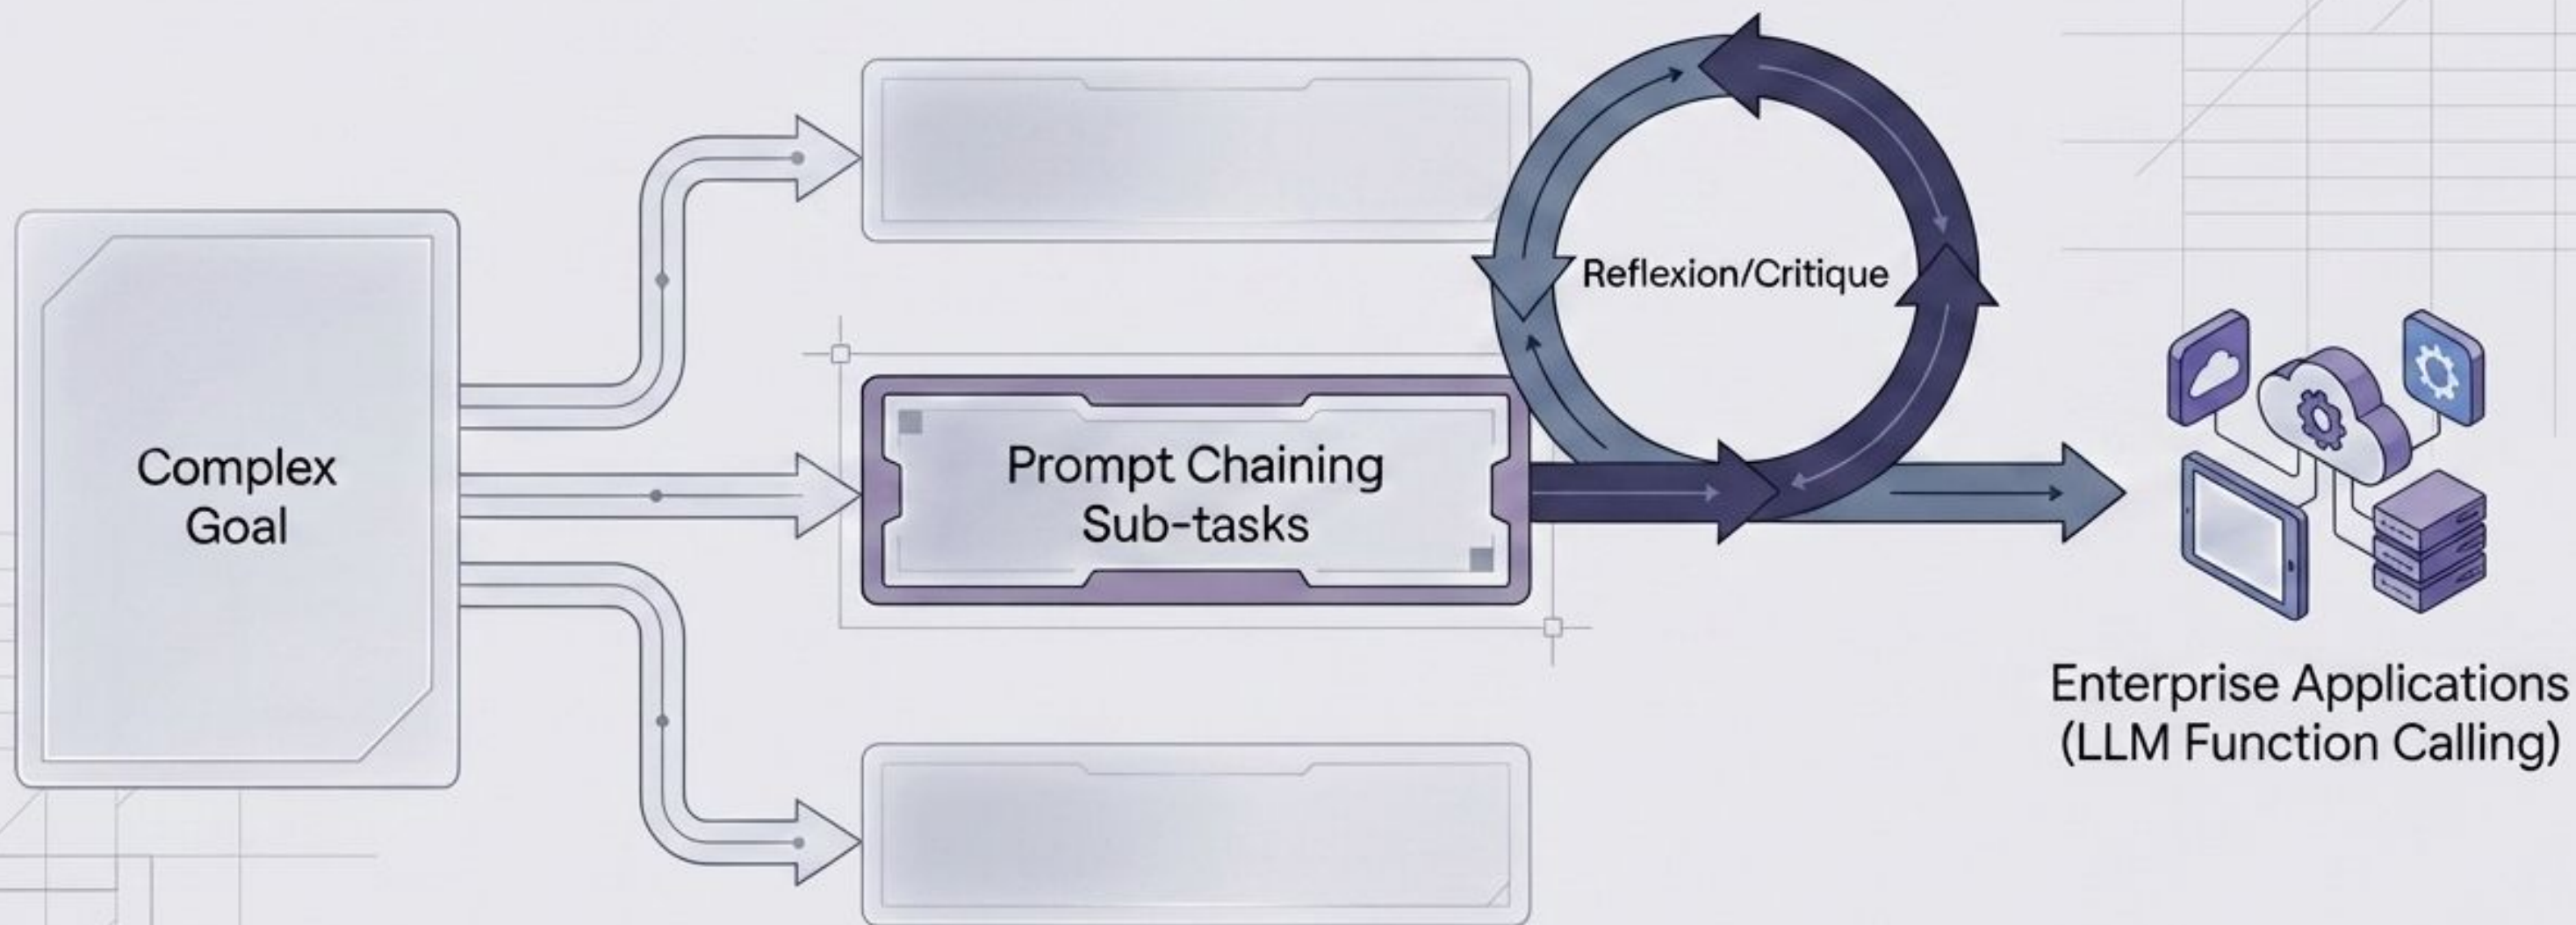 Complex
Goal
Prompt Chaining
Sub-tasks
Reflexion/Critique
Enterprise Applications
(LLM Function Calling)